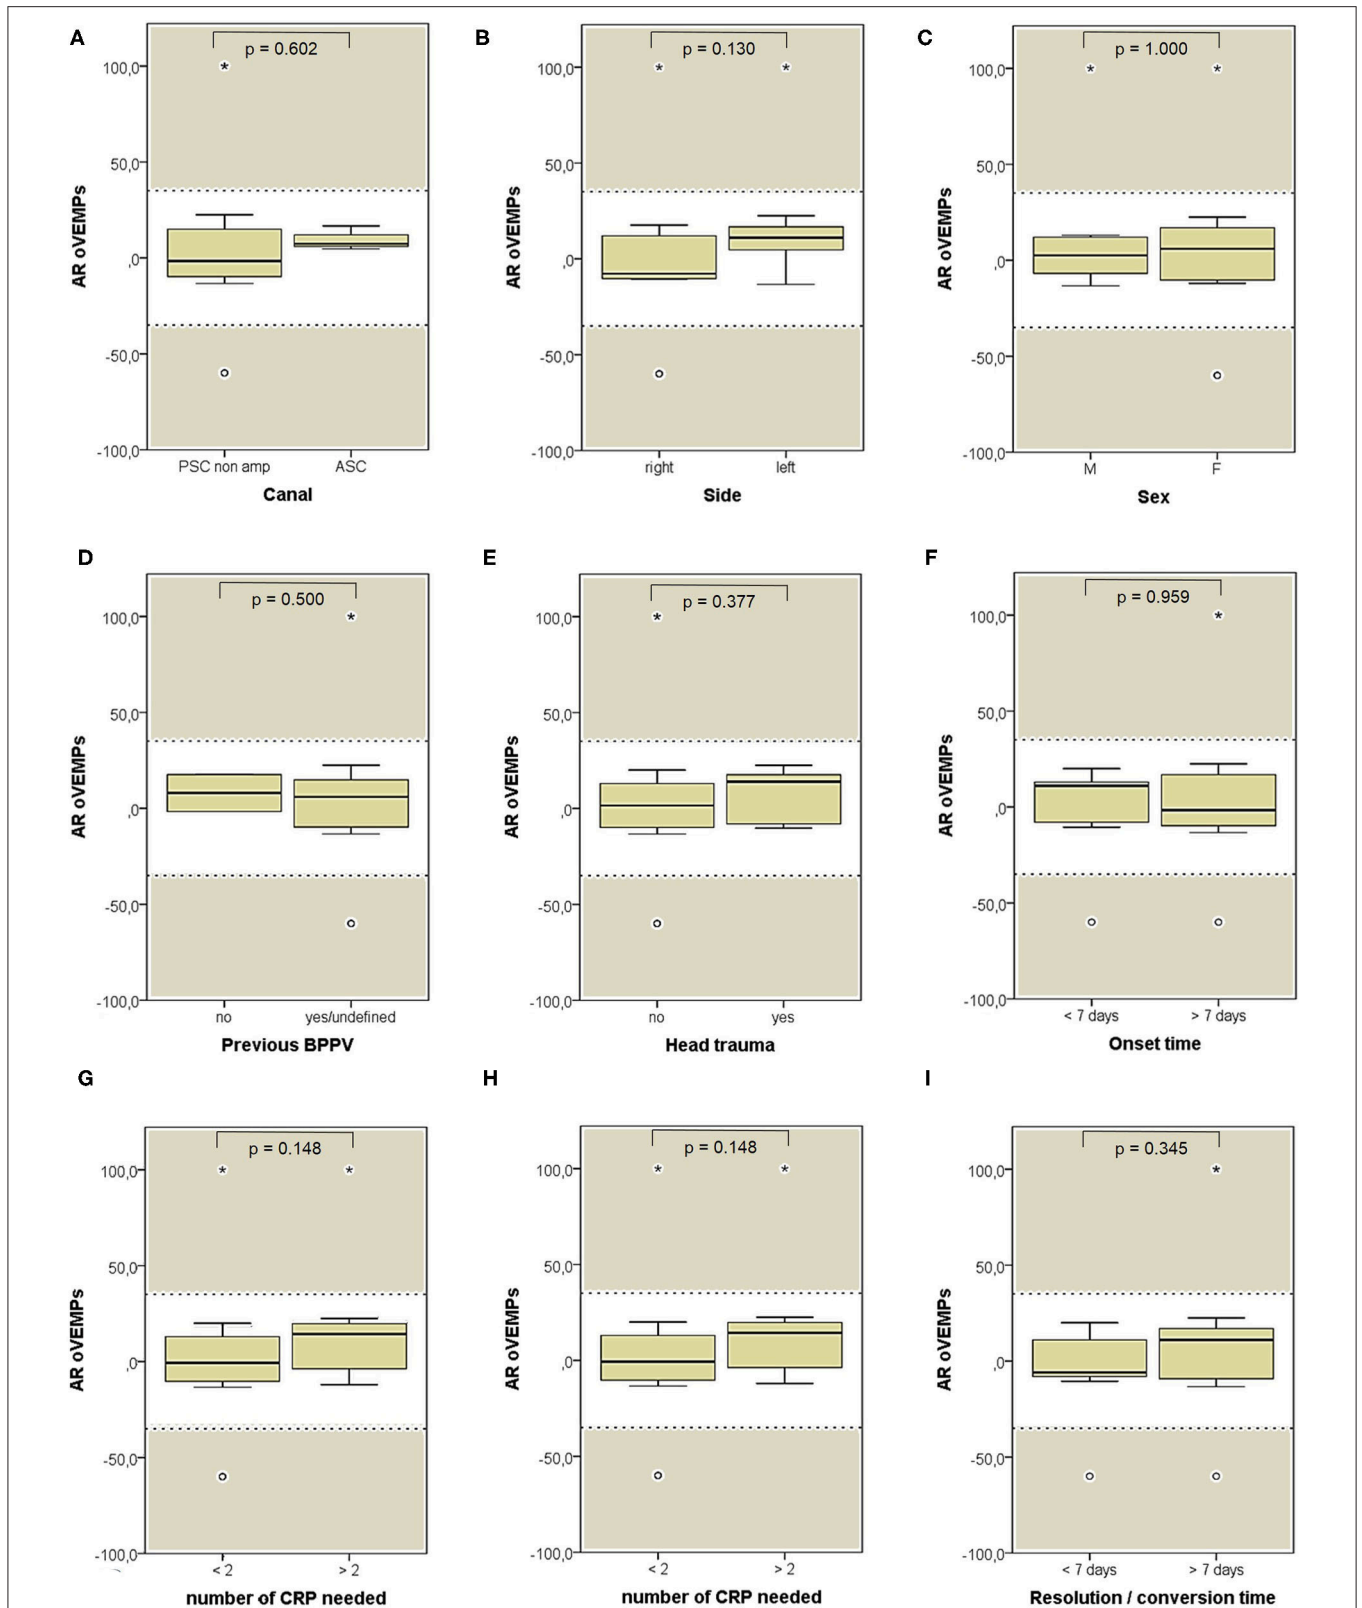 A
p = 0.602
100,0
50,0
,0
-50,0
-100,0
AR oVEMPs
PSC non amp
ASC
Canal
B
p = 0.130
100,0
50,0
,0
-50,0
-100,0
AR oVEMPs
right
left
Side
C
p = 1.000
100,0
50,0
,0
-50,0
-100,0
AR oVEMPs
M
F
Sex
D
p = 0.500
100,0
50,0
,0
-50,0
-100,0
AR oVEMPs
no
yes/undefined
Previous BPPV
E
p = 0.377
100,0
50,0
,0
-50,0
-100,0
AR oVEMPs
no
yes
Head trauma
F
p = 0.959
100,0
50,0
,0
-50,0
-100,0
AR oVEMPs
< 7 days
> 7 days
Onset time
G
p = 0.148
100,0
50,0
,0
-50,0
-100,0
AR oVEMPs
< 2
> 2
number of CRP needed
H
p = 0.148
100,0
50,0
,0
-50,0
-100,0
AR oVEMPs
< 2
> 2
number of CRP needed
I
p = 0.345
100,0
50,0
,0
-50,0
-100,0
AR oVEMPs
< 7 days
> 7 days
Resolution / conversion time